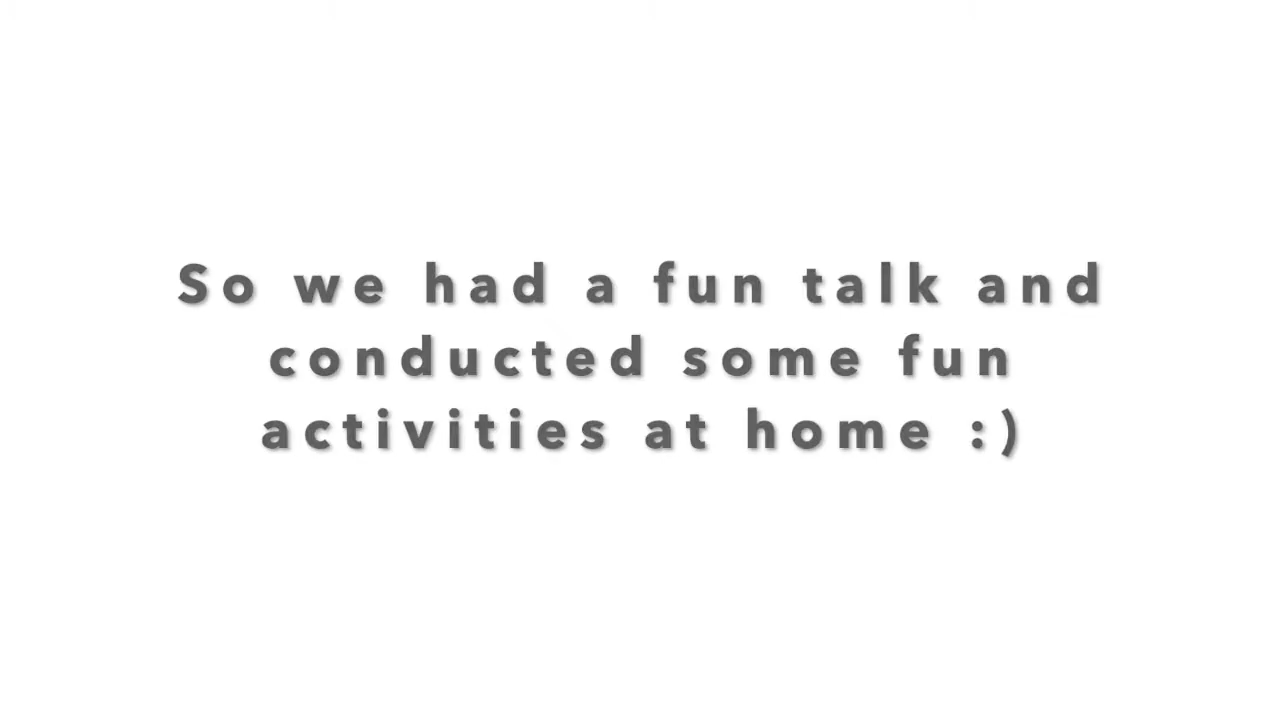 So we had a fun talk and
conducted some fun
activities at home :)